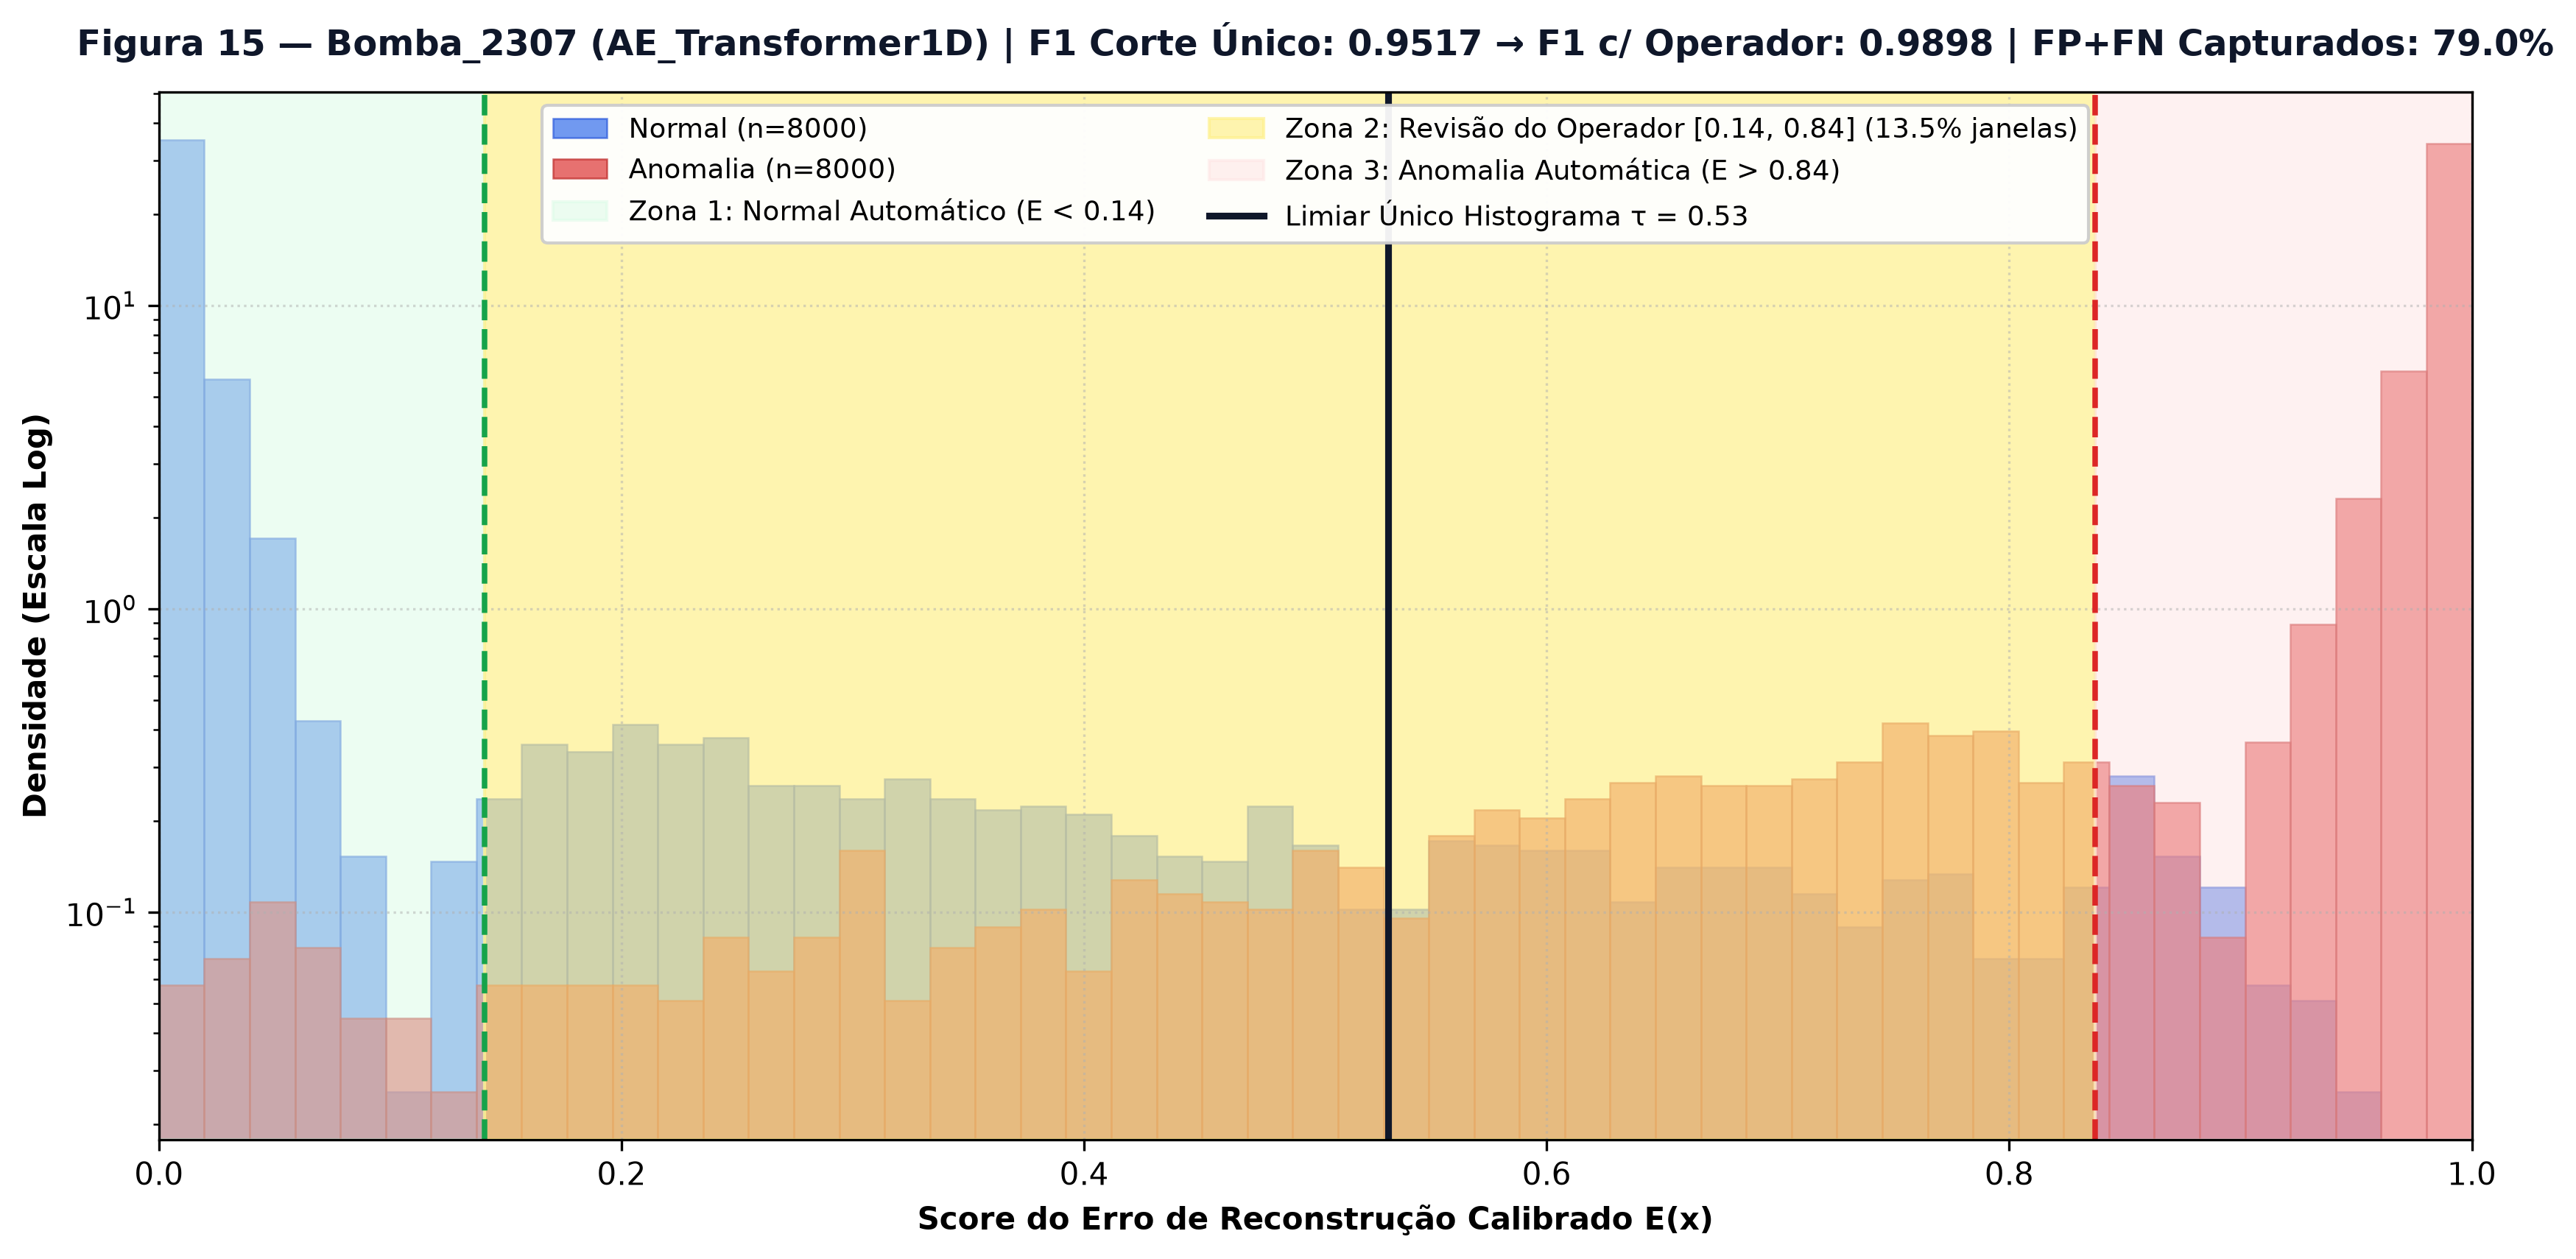 Figura 15 — Bomba_2307 (AE_Transformer1D) | F1 Corte Único: 0.9517 → F1 c/ Operador: 0.9898 | FP+FN Capturados: 79.0%
Normal (n=8000)
Anomalia (n=8000)
Zona 1: Normal Automático (E < 0.14)
Zona 2: Revisão do Operador [0.14, 0.84] (13.5% janelas)
Zona 3: Anomalia Automática (E > 0.84)
Limiar Único Histograma τ = 0.53
Densidade (Escala Log)
10¹
10⁰
10⁻¹
0.0 0.2 0.4 0.6 0.8 1.0
Score do Erro de Reconstrução Calibrado E(x)